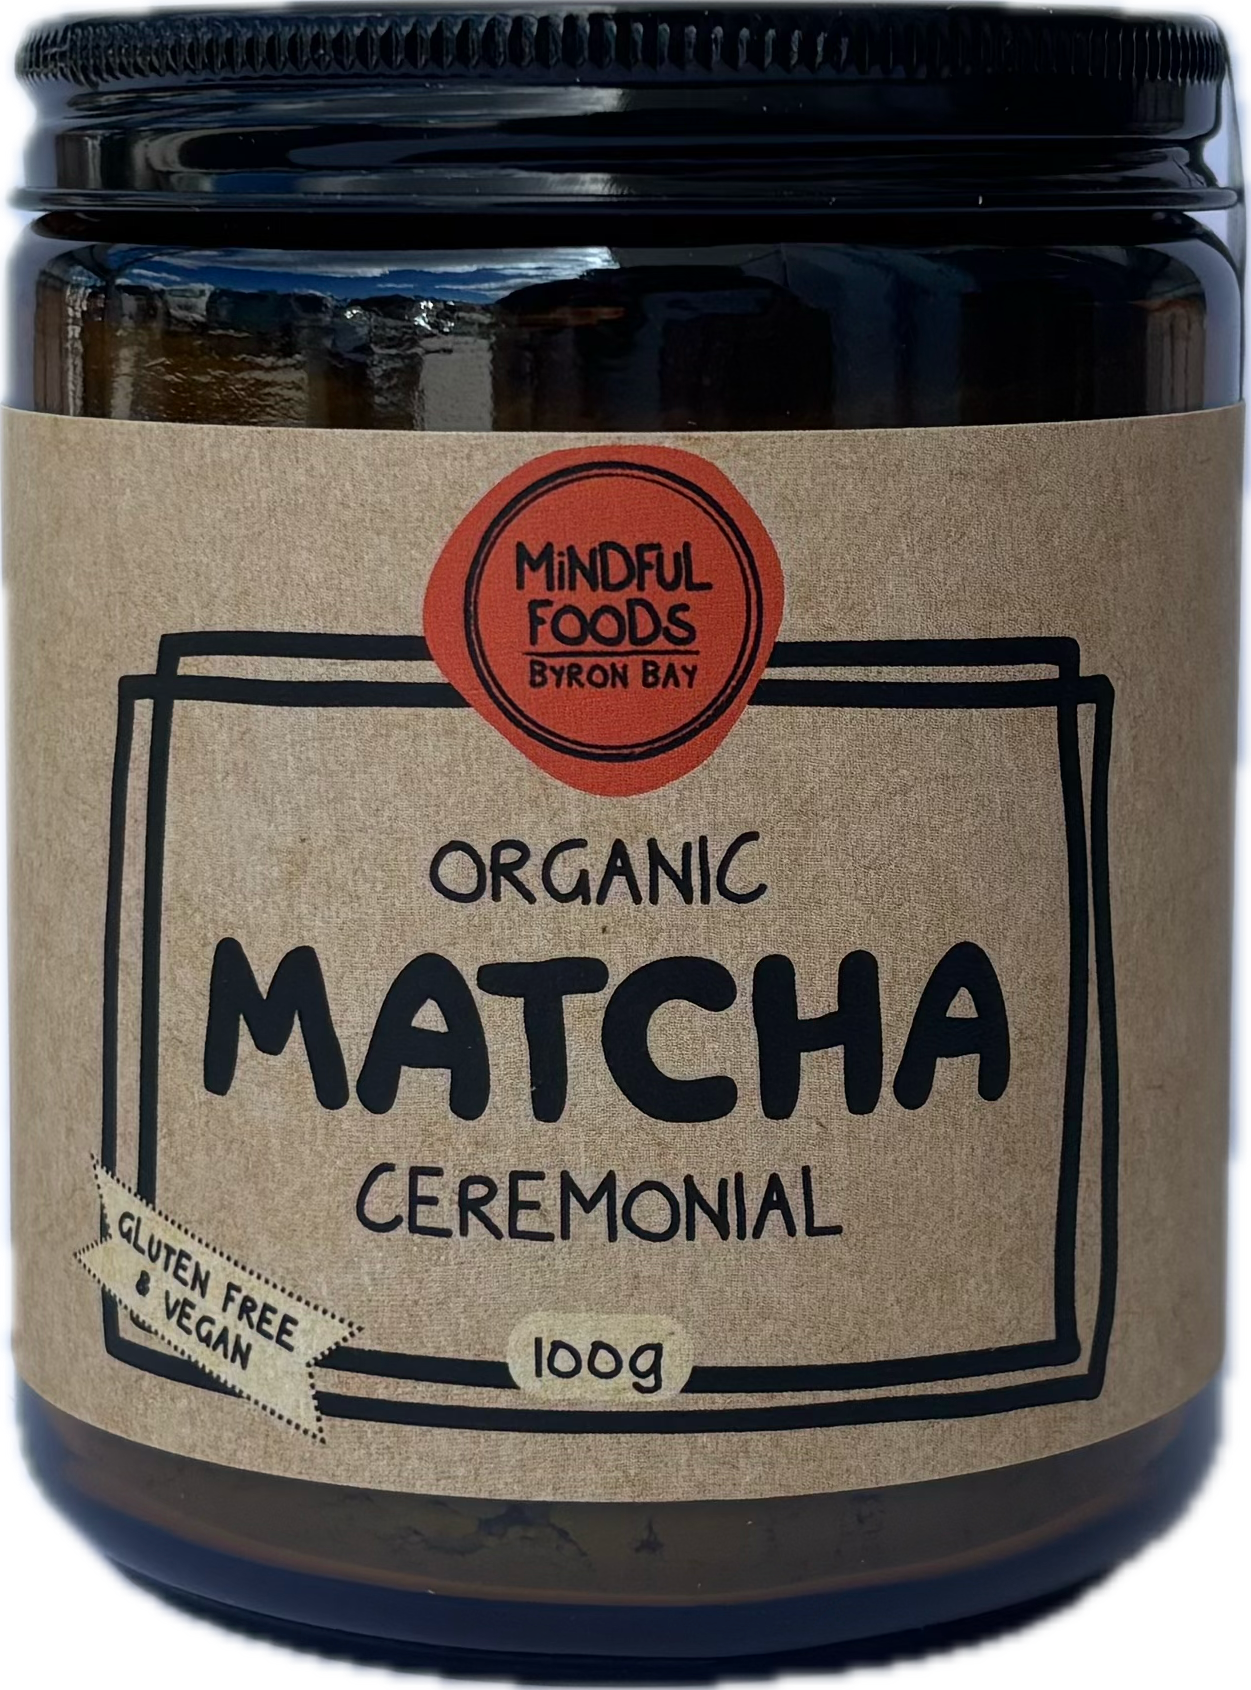 MiNDFUL
FOODS
BYRON BAY
ORGANIC
MATCHA
CEREMONIAL
GLUTEN FREE
& VEGAN
100g